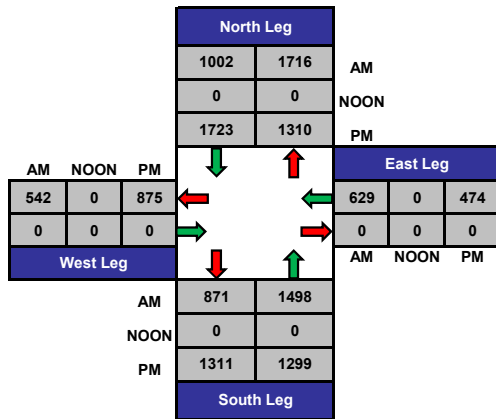 North Leg
1002 1716 AM
0 0 NOON
1723 1310 PM
AM NOON PM East Leg
542 0 875 629 0 474
0 0 0 0 0 0
West Leg AM NOON PM
AM 871 1498
NOON 0 0
PM 1311 1299
South Leg